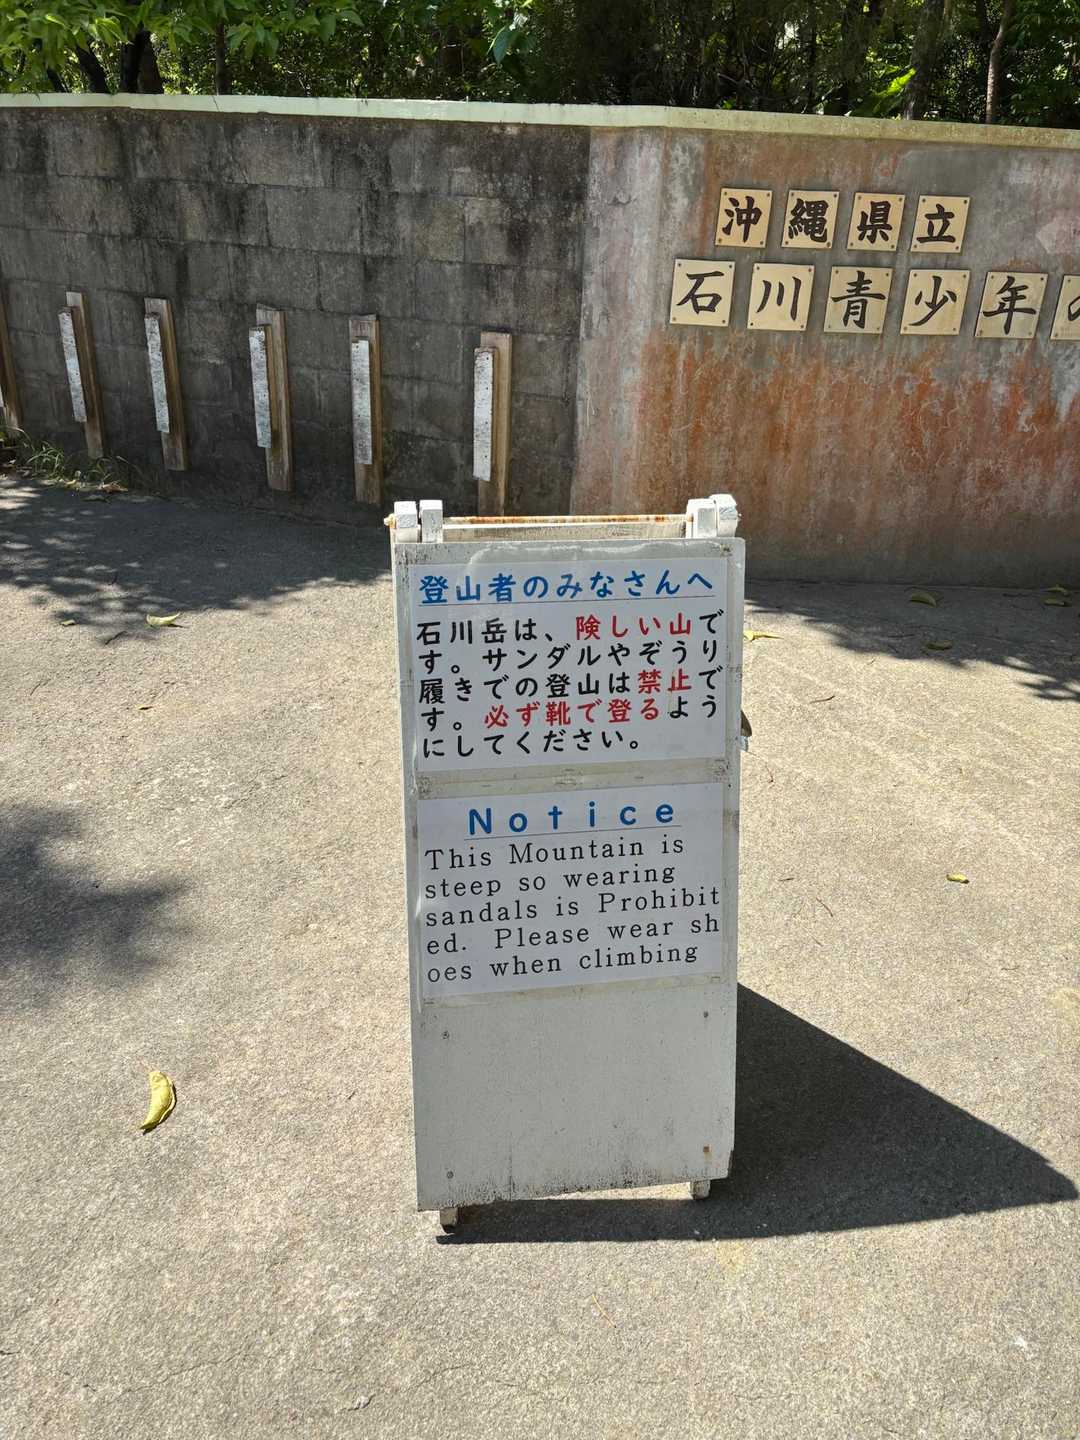 沖縄県立
石川青少年の
登山者のみなさんへ
石川岳は、険しい山で
す。サンダルやぞうり
履きでの登山は禁止で
す。必ず靴で登るよう
にしてください。
Notice
This Mountain is
steep so wearing
sandals is Prohibit
ed. Please wear sh
oes when climbing